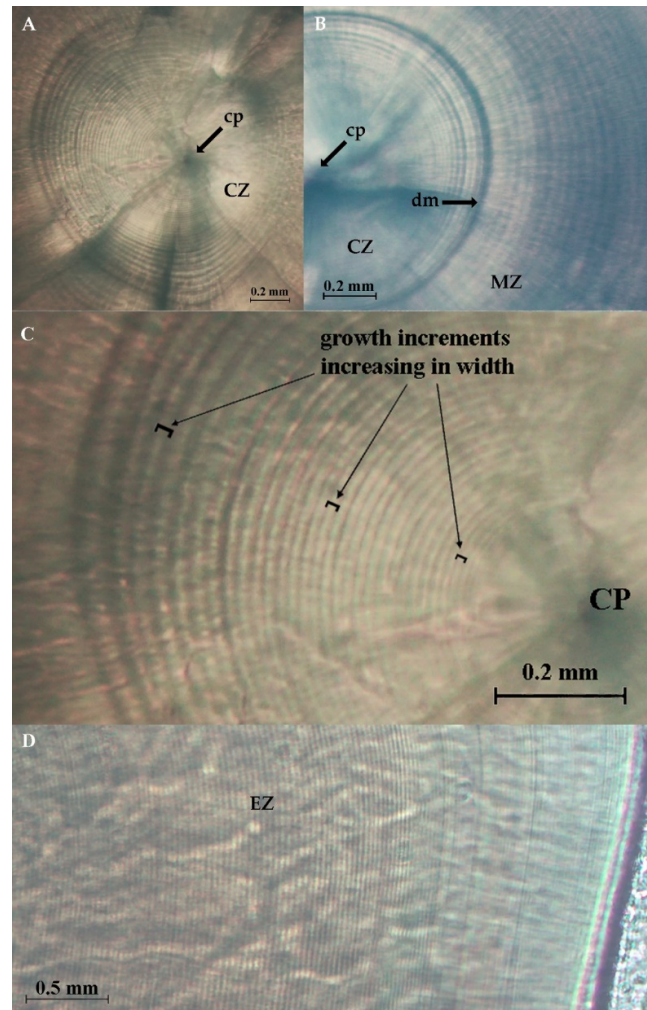 A
cp
CZ
0.2 mm
B
cp
dm
CZ
MZ
0.2 mm
C
growth increments
increasing in width
CP
0.2 mm
D
EZ
0.5 mm